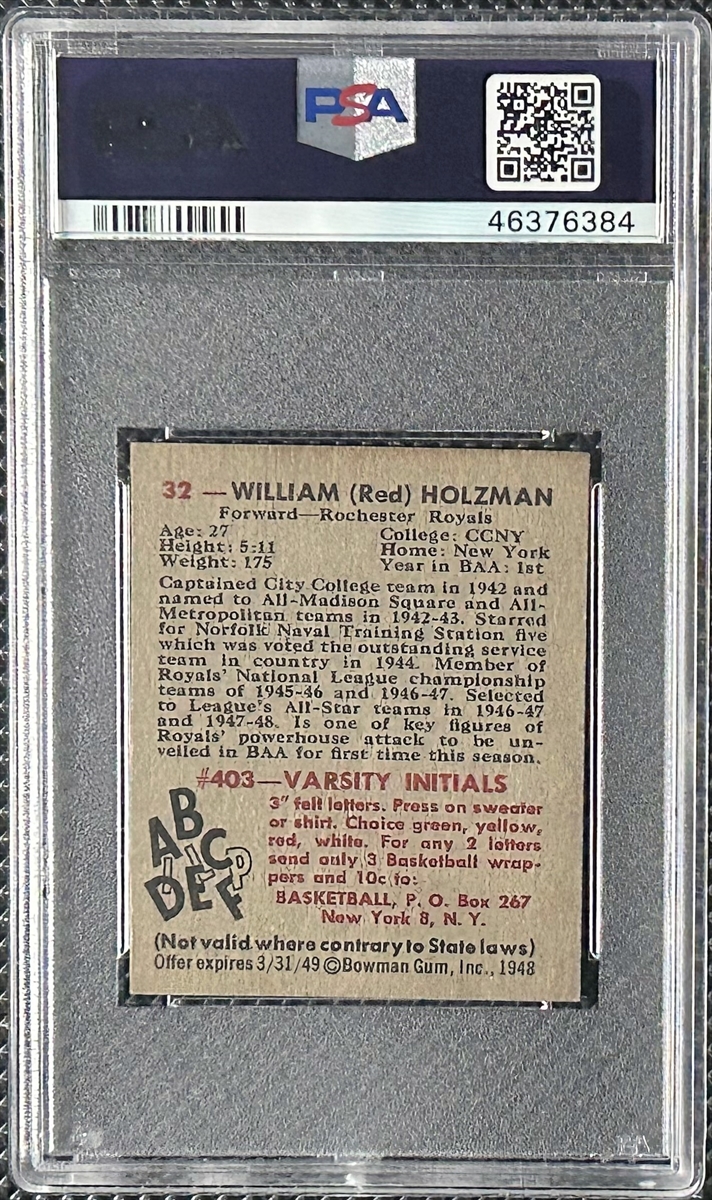 PSA
46376384
32 — WILLIAM (Red) HOLZMAN
Forward—Rochester Royals
Age: 27 College: CCNY
Height: 5-11 Home: New York
Weight: 175 Year in BAA: 1st
Captained City College team in 1942 and
named to All-Madison Square and All-
Metropolitan teams in 1942-43. Starred
for Norfolk Naval Training Station five
which was voted the outstanding service
team in country in 1944. Member of
Royals' National League championship
teams of 1945-46 and 1946-47. Selected
to League's All-Star teams in 1946-47
and 1947-48. Is one of key figures of
Royals' powerhouse attack to be un-
veiled in BAA for first time this season.
#403—VARSITY INITIALS
3" felt letters. Press on sweater
or shirt. Choice green, yellow,
red, white. For any 2 letters
send only 3 Basketball wrap-
pers and 10c to:
BASKETBALL, P. O. Box 267
New York 8, N. Y.
ABC
DEF
(Not valid where contrary to State laws)
Offer expires 3/31/49 ©Bowman Gum, Inc., 1948